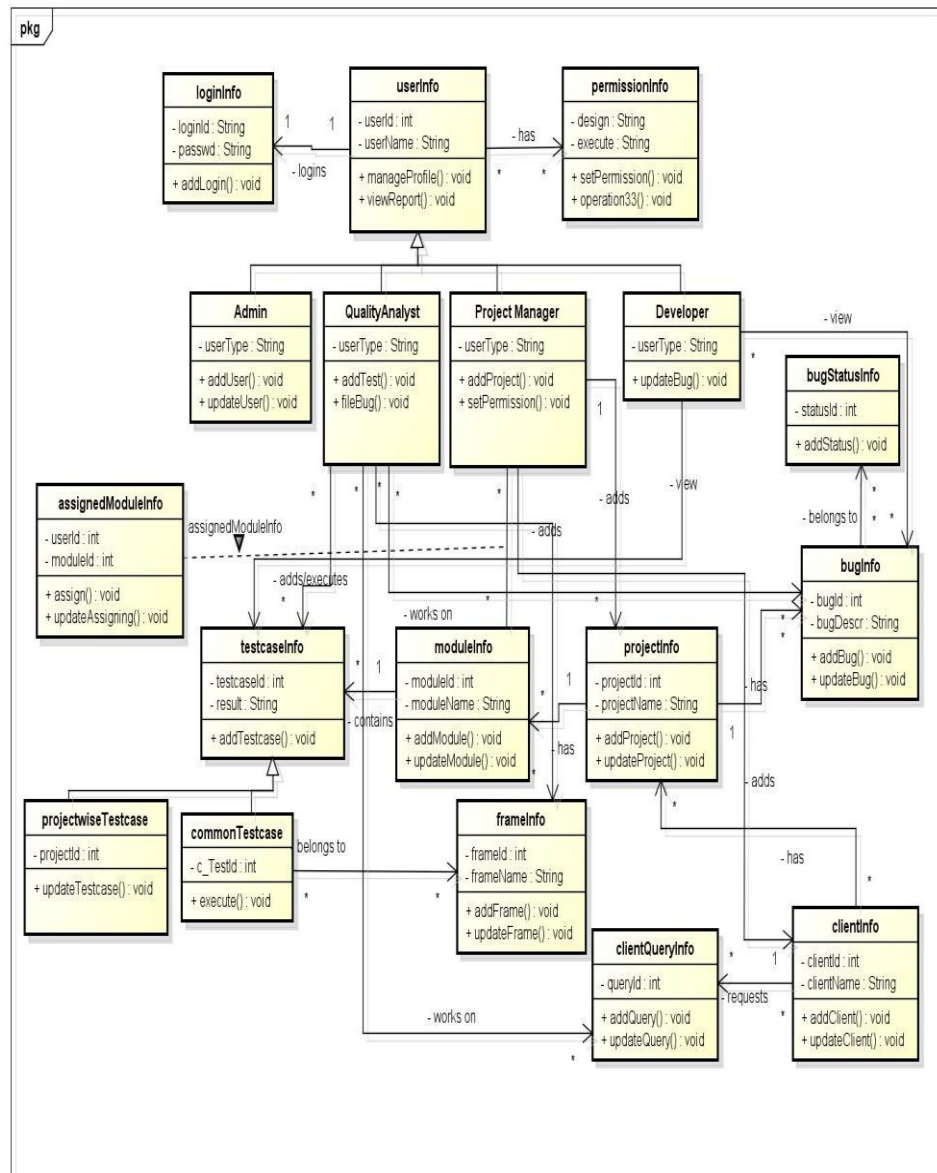 pkg
loginInfo
- loginId : String
- passwd : String
+ addLogin() : void
1
1
- logins
userInfo
- userId : int
- userName : String
+ manageProfile() : void
+ viewReport() : void
- has
*
*
permissionInfo
- design : String
- execute : String
+ setPermission() : void
+ operation33() : void
Admin
- userType : String
+ addUser() : void
+ updateUser() : void
QualityAnalyst
- userType : String
+ addTest() : void
+ fileBug() : void
Project Manager
- userType : String
+ addProject() : void
+ setPermission() : void
Developer
- userType : String
+ updateBug() : void
- view
*
1
bugStatusInfo
- statusId : int
+ addStatus() : void
*
*
*
*
*
- adds
- view
*
*
- belongs to
*
assignedModuleInfo
- userId : int
- moduleId : int
+ assign() : void
+ updateAssigning() : void
assignedModuleInfo
- adds
- adds/executes
*
- works on
*
*
bugInfo
- bugId : int
- bugDescr : String
+ addBug() : void
+ updateBug() : void
*
*
testcaseInfo
- testcaseId : int
- result : String
+ addTestcase() : void
*
1
- contains
moduleInfo
- moduleId : int
- moduleName : String
+ addModule() : void
+ updateModule() : void
*
1
*
- has
*
projectInfo
- projectId : int
- projectName : String
+ addProject() : void
+ updateProject() : void
- has
1
- adds
*
projectwiseTestcase
- projectId : int
+ updateTestcase() : void
commonTestcase
- c_TestId : int
+ execute() : void
belongs to
*
*
frameInfo
- frameId : int
- frameName : String
+ addFrame() : void
+ updateFrame() : void
- has
*
clientQueryInfo
- queryId : int
+ addQuery() : void
+ updateQuery() : void
- works on
*
*
1
- requests
*
clientInfo
- clientId : int
- clientName : String
+ addClient() : void
+ updateClient() : void